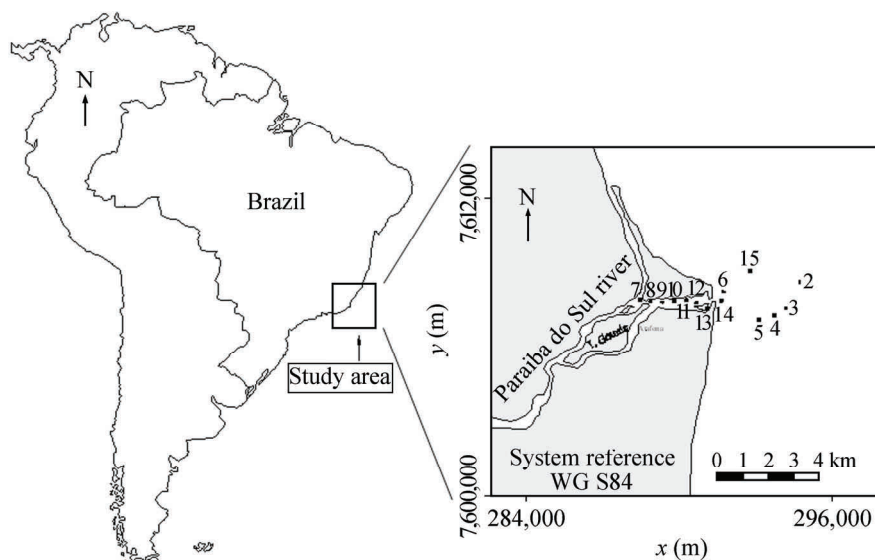 N
Brazil
Study area
7,612,000
7,600,000
y (m)
N
Paraiba do Sul river
15
2
6
12
7
8
9
10
11
13
14
3
4
5
System reference
WG S84
0 1 2 3 4 km
284,000
296,000
x (m)